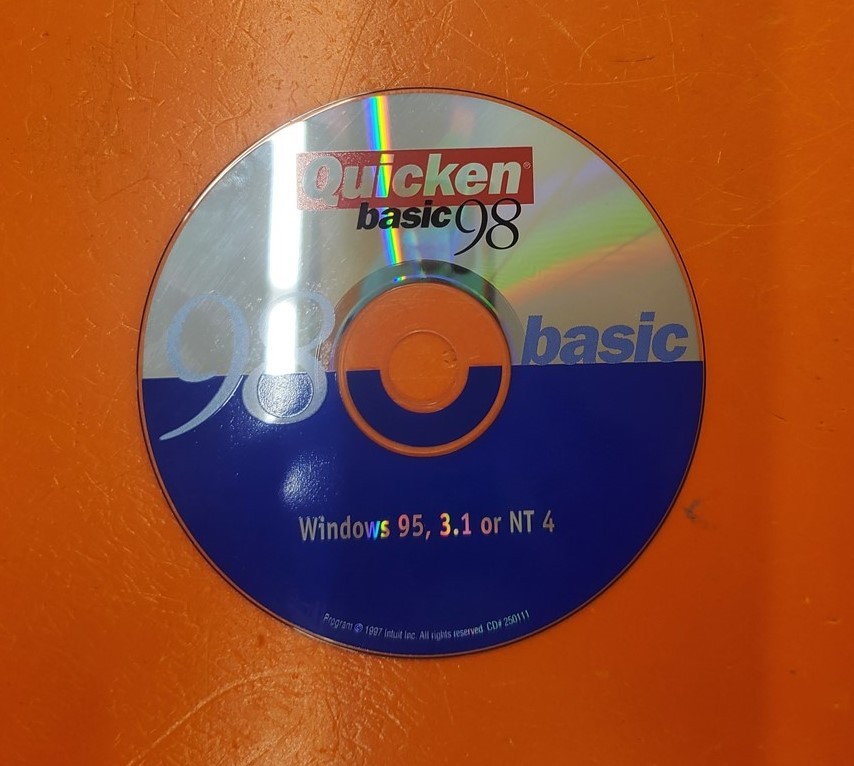 Quicken®
basic 98
98 basic
Windows 95, 3.1 or NT 4
Program © 1997 Intuit Inc. All rights reserved. CD# 250111